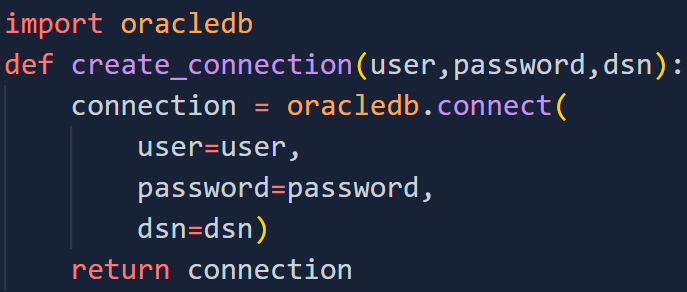 import oracledb
def create_connection(user,password,dsn):
    connection = oracledb.connect(
        user=user,
        password=password,
        dsn=dsn)
    return connection